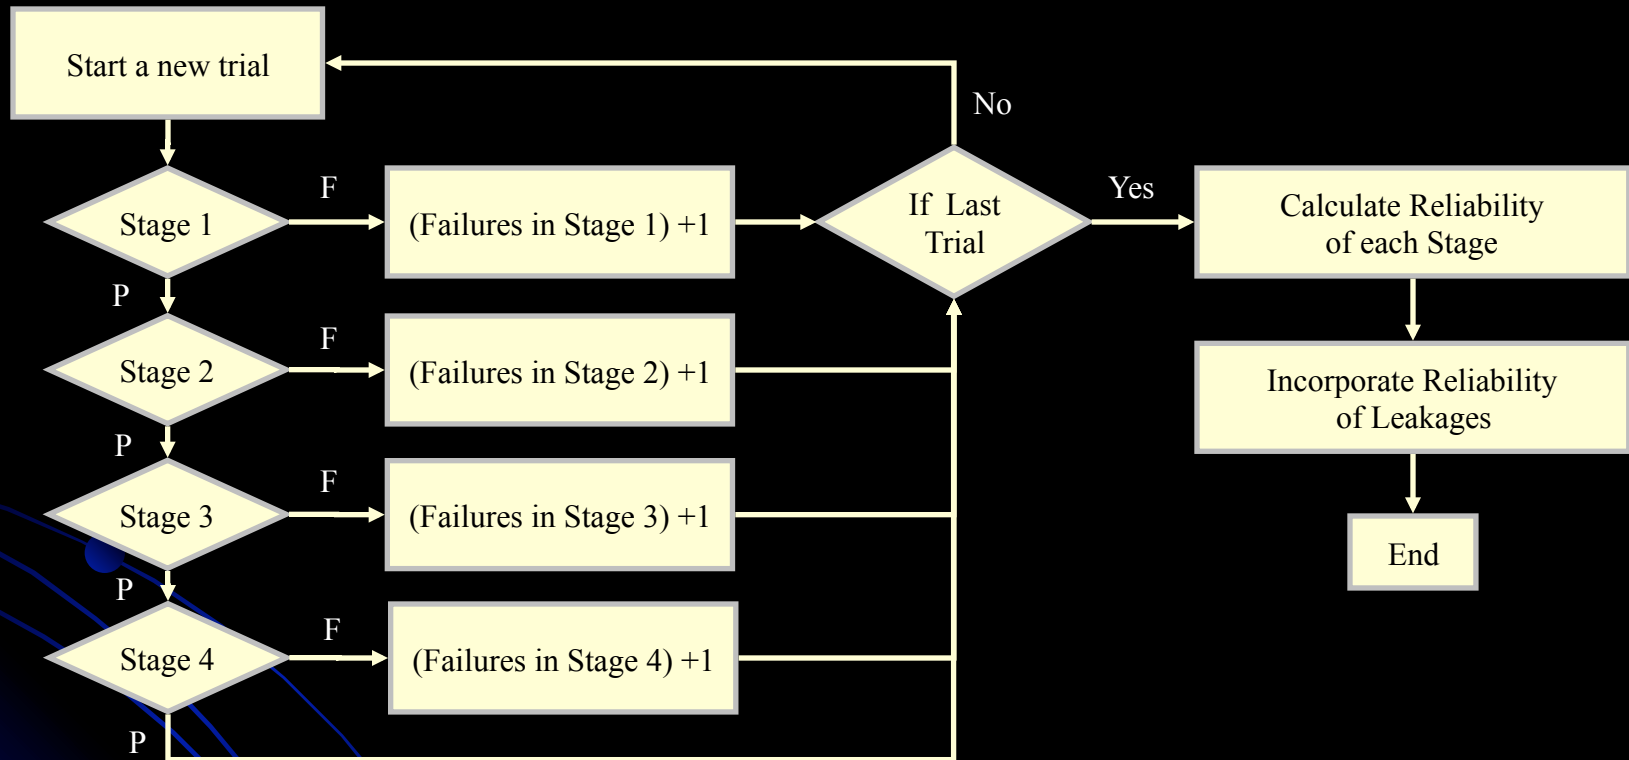 Start a new trial
No
F
Stage 1
(Failures in Stage 1) +1
If Last
Trial
Yes
Calculate Reliability
of each Stage
P
F
Stage 2
(Failures in Stage 2) +1
Incorporate Reliability
of Leakages
P
F
Stage 3
(Failures in Stage 3) +1
End
P
F
Stage 4
(Failures in Stage 4) +1
P